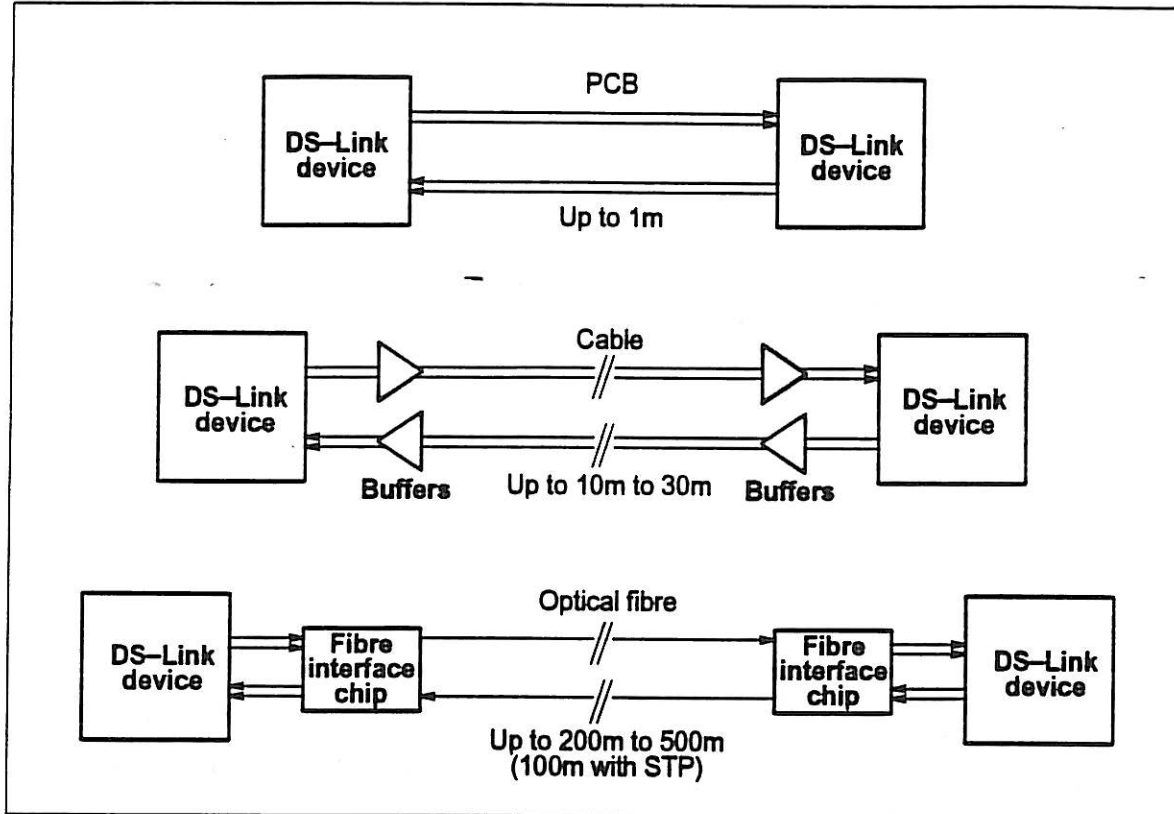 PCB
DS–Link
device
DS–Link
device
Up to 1m
Cable
DS–Link
device
DS–Link
device
Buffers
Up to 10m to 30m
Buffers
Optical fibre
DS–Link
device
Fibre
interface
chip
Fibre
interface
chip
DS–Link
device
Up to 200m to 500m
(100m with STP)